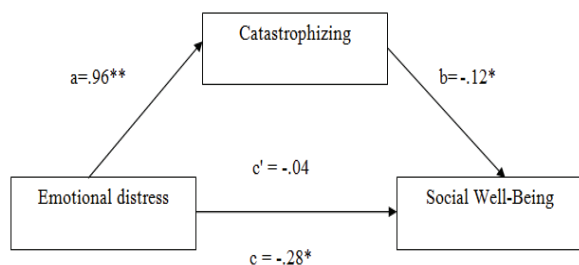 Catastrophizing
a=.96**
b=-.12*
c' = -.04
Emotional distress
Social Well-Being
c = -.28*